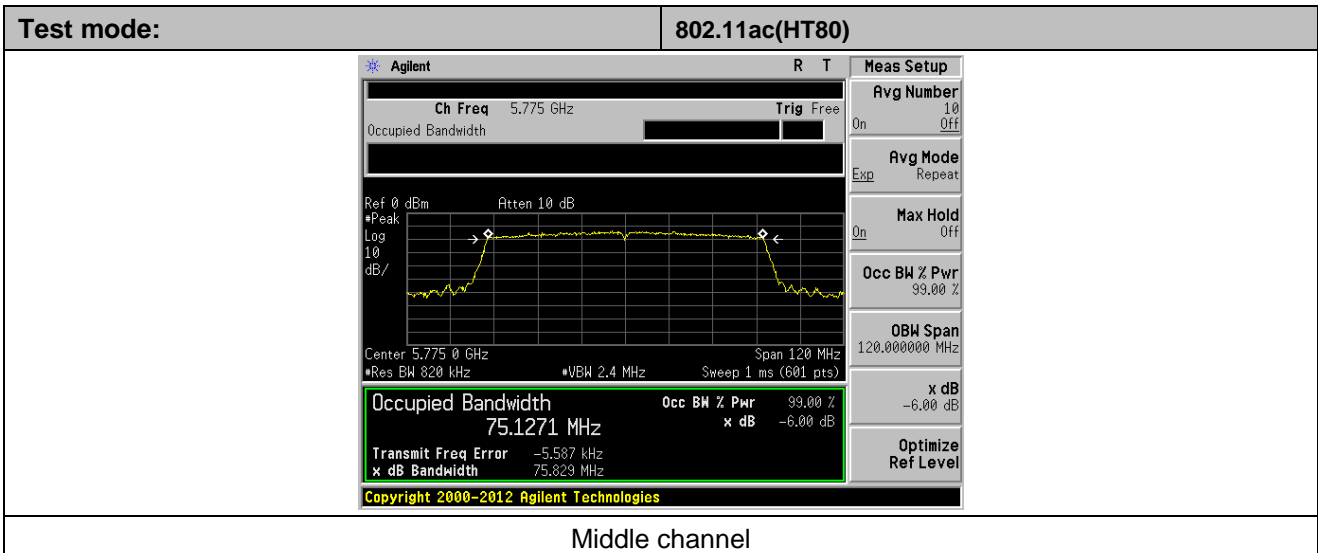 Test mode: 802.11ac(HT80)
Agilent R T
Ch Freq 5.775 GHz Trig Free
Occupied Bandwidth
Ref 0 dBm Atten 10 dB
#Peak
Log
10
dB/
Center 5.775 0 GHz Span 120 MHz
#Res BW 820 kHz #VBW 2.4 MHz Sweep 1 ms (601 pts)
Occupied Bandwidth Occ BW % Pwr 99.00 %
75.1271 MHz x dB -6.00 dB
Transmit Freq Error -5.587 kHz
x dB Bandwidth 75.829 MHz
Copyright 2000-2012 Agilent Technologies
Meas Setup
Avg Number
10
On Off
Avg Mode
Exp Repeat
Max Hold
On Off
Occ BW % Pwr
99.00 %
OBW Span
120.000000 MHz
x dB
-6.00 dB
Optimize
Ref Level
Middle channel